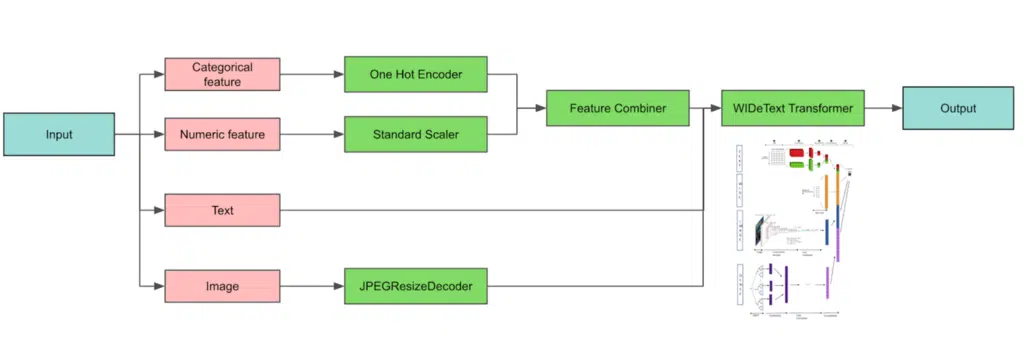 Categorical
feature
One Hot Encoder
Input
Numeric feature
Standard Scaler
Feature Combiner
WIDeText Transformer
Output
Text
Image
JPEGResizeDecoder